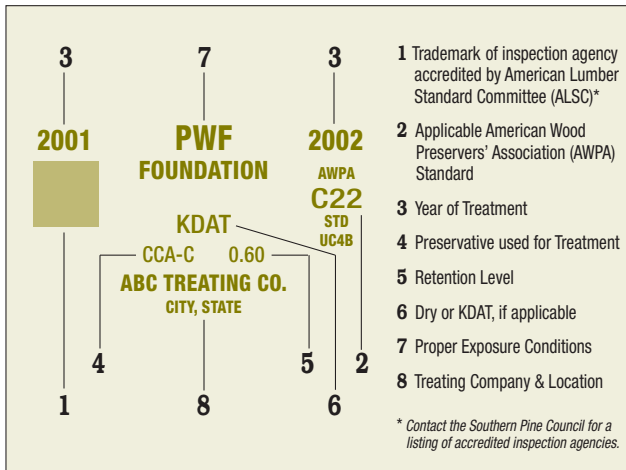 3
7
3
2001
PWF
FOUNDATION
2002
AWPA
C22
STD
UC4B
KDAT
CCA-C 0.60
ABC TREATING CO.
CITY, STATE
4
5
2
1
8
6
1 Trademark of inspection agency
accredited by American Lumber
Standard Committee (ALSC)*
2 Applicable American Wood
Preservers' Association (AWPA)
Standard
3 Year of Treatment
4 Preservative used for Treatment
5 Retention Level
6 Dry or KDAT, if applicable
7 Proper Exposure Conditions
8 Treating Company & Location
* Contact the Southern Pine Council for a
listing of accredited inspection agencies.